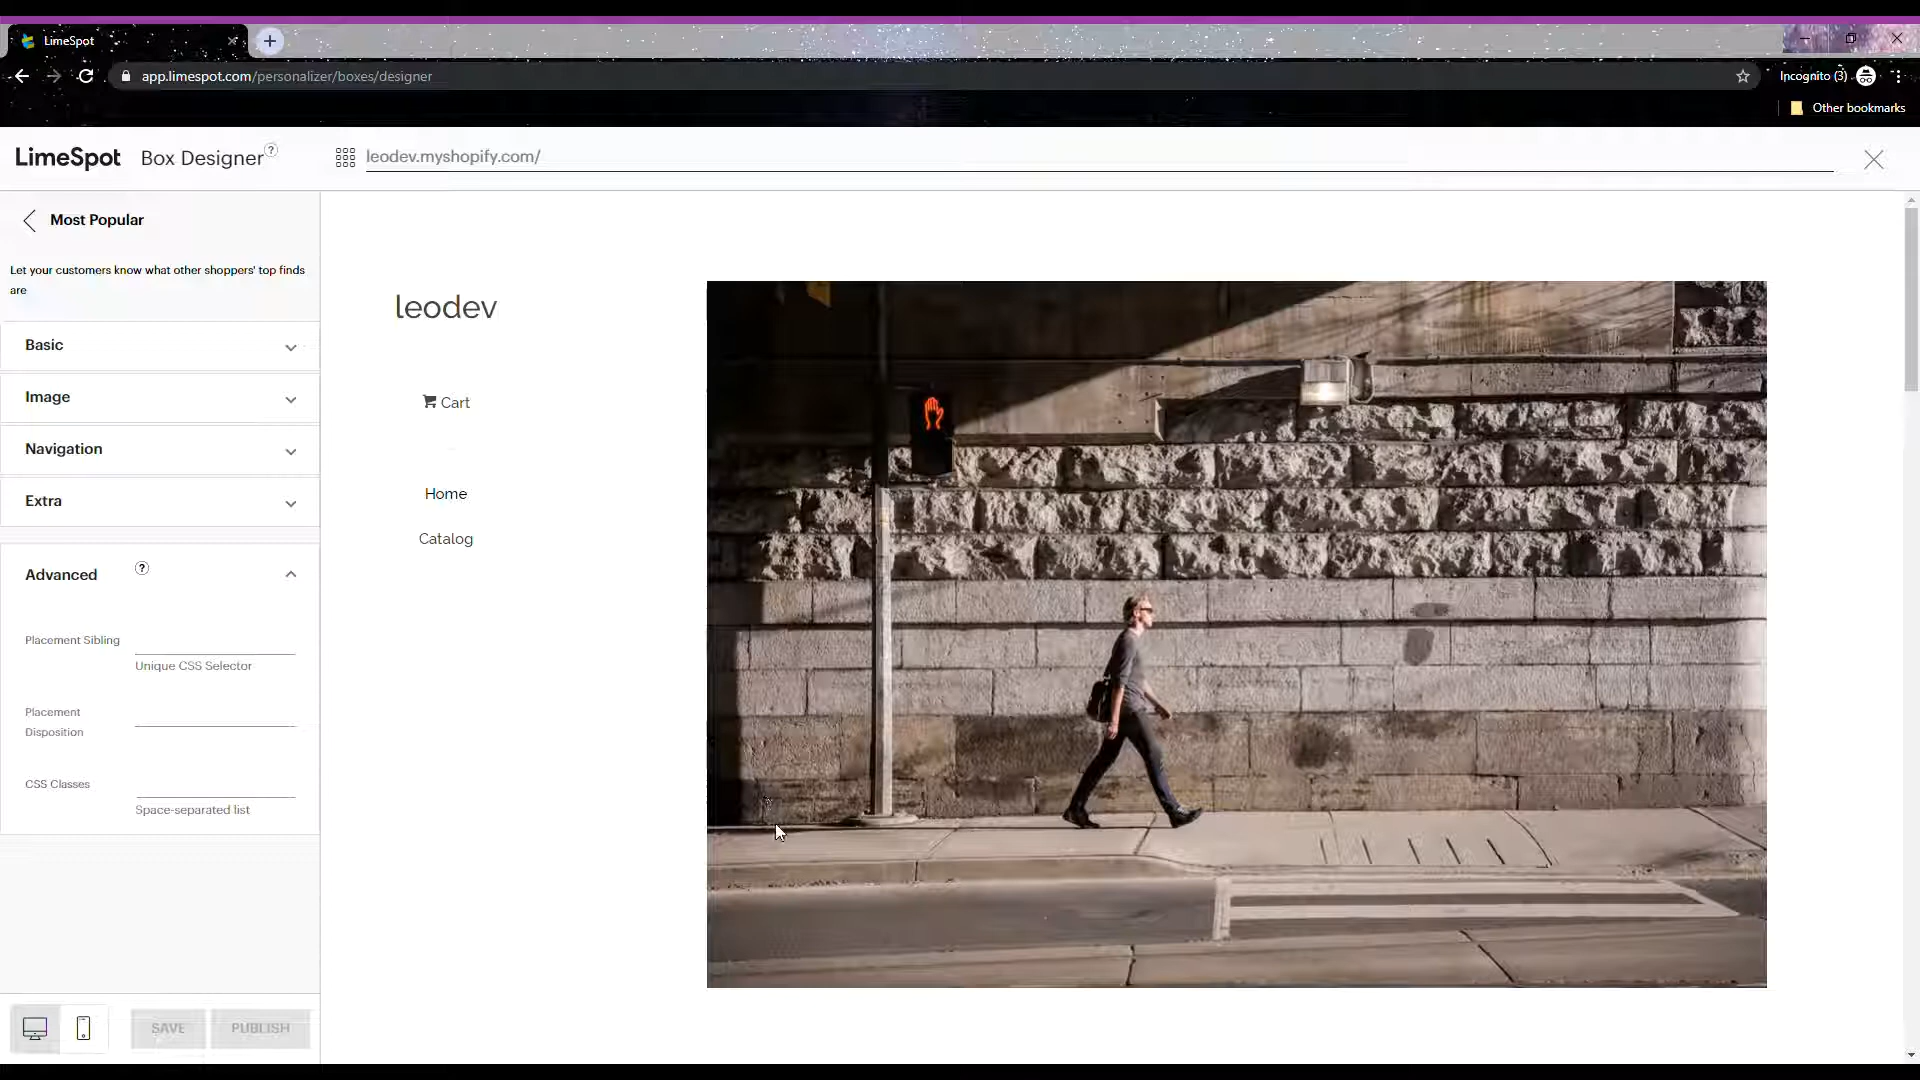 LimeSpot
app.limespot.com/personalizer/boxes/designer
Incognito (3)
Other bookmarks
LimeSpot Box Designer ?
leodev.myshopify.com/
Most Popular
Let your customers know what other shoppers' top finds
are
Basic
Image
Navigation
Extra
Advanced ?
Placement Sibling
Unique CSS Selector
Placement
Disposition
CSS Classes
Space-separated list
SAVE
PUBLISH
leodev
Cart
Home
Catalog